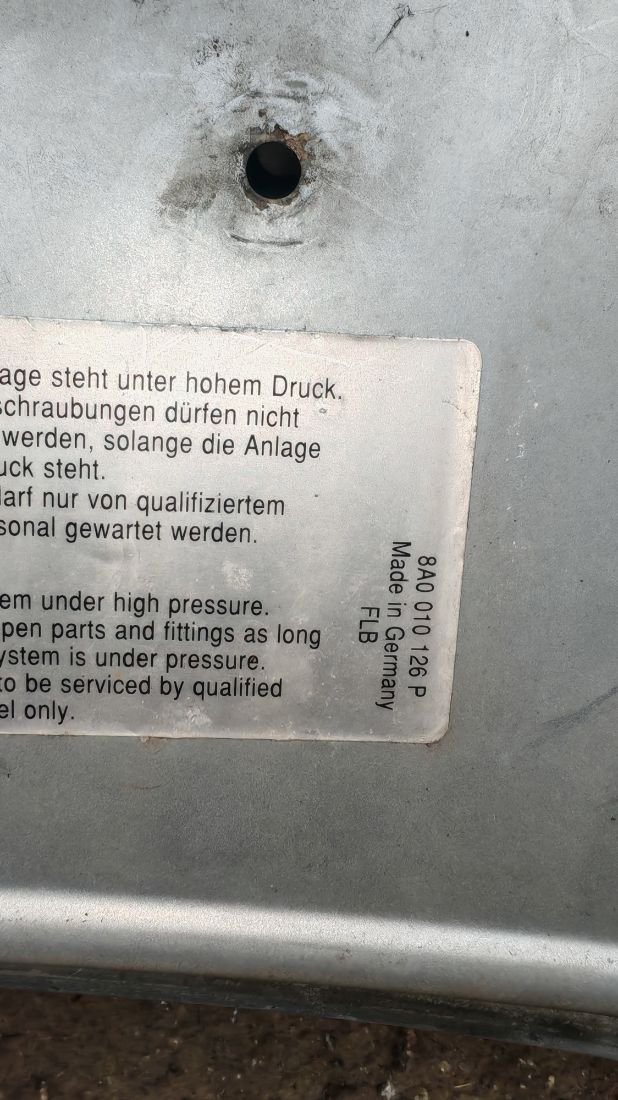 age steht unter hohem Druck.
schraubungen dürfen nicht
werden, solange die Anlage
uck steht.
arf nur von qualifiziertem
sonal gewartet werden.
em under high pressure.
pen parts and fittings as long
ystem is under pressure.
to be serviced by qualified
el only.
8A0 010 126 P
Made in Germany
FLB